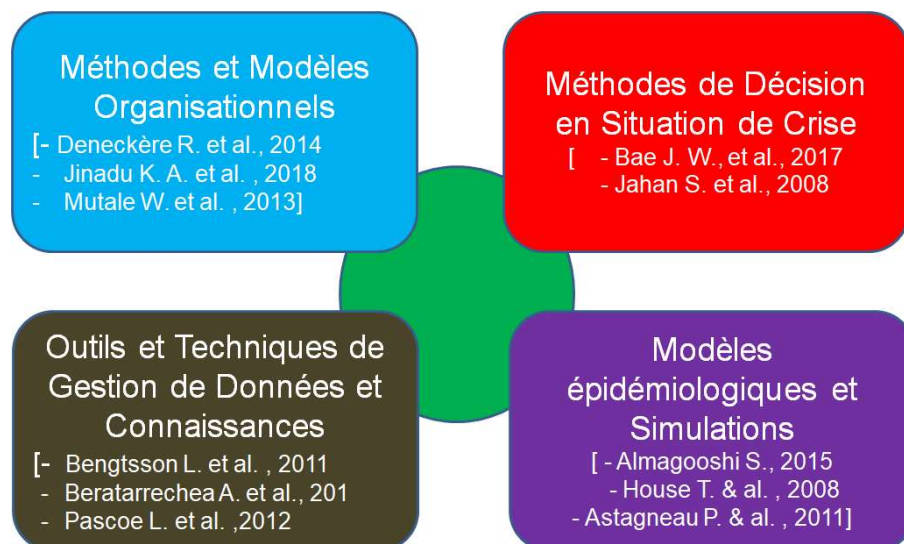 Méthodes et Modèles
Organisationnels
[- Deneckère R. et al., 2014
- Jinadu K. A. et al. , 2018
- Mutale W. et al. , 2013]
Méthodes de Décision
en Situation de Crise
[ - Bae J. W., et al., 2017
- Jahan S. et al., 2008
Outils et Techniques de
Gestion de Données et
Connaissances
[- Bengtsson L. et al. , 2011
- Beratarrechea A. et al., 201
- Pascoe L. et al. ,2012
Modèles
épidémiologiques et
Simulations
[ - Almagooshi S., 2015
- House T. & al. , 2008
- Astagneau P. & al. , 2011]